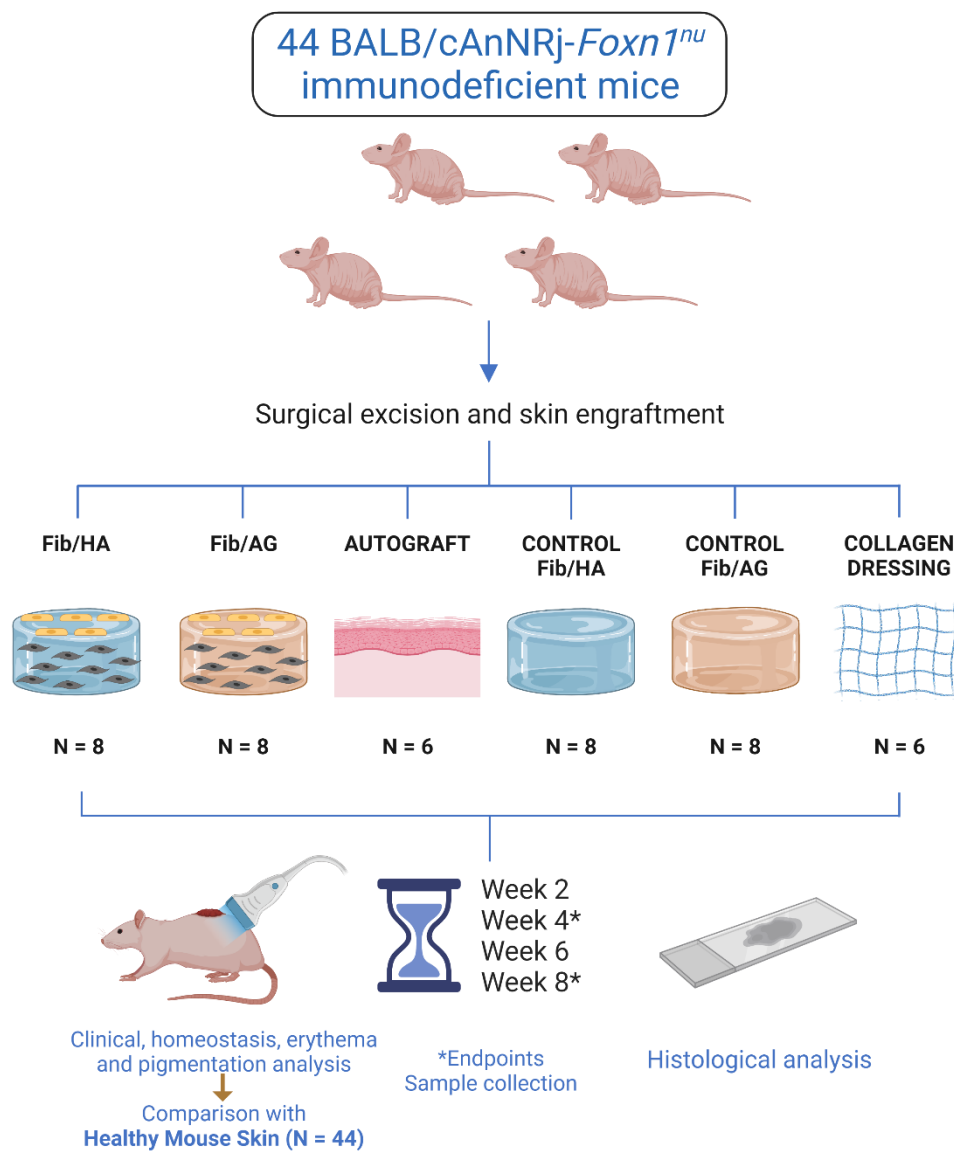 44 BALB/cAnNRj-Foxn1nu
immunodeficient mice
Surgical excision and skin engraftment
Fib/HA
Fib/AG
AUTOGRAFT
CONTROL
Fib/HA
CONTROL
Fib/AG
COLLAGEN
DRESSING
N = 8
N = 8
N = 6
N = 8
N = 8
N = 6
Week 2
Week 4*
Week 6
Week 8*
Clinical, homeostasis, erythema
and pigmentation analysis
Comparison with
Healthy Mouse Skin (N = 44)
*Endpoints
Sample collection
Histological analysis